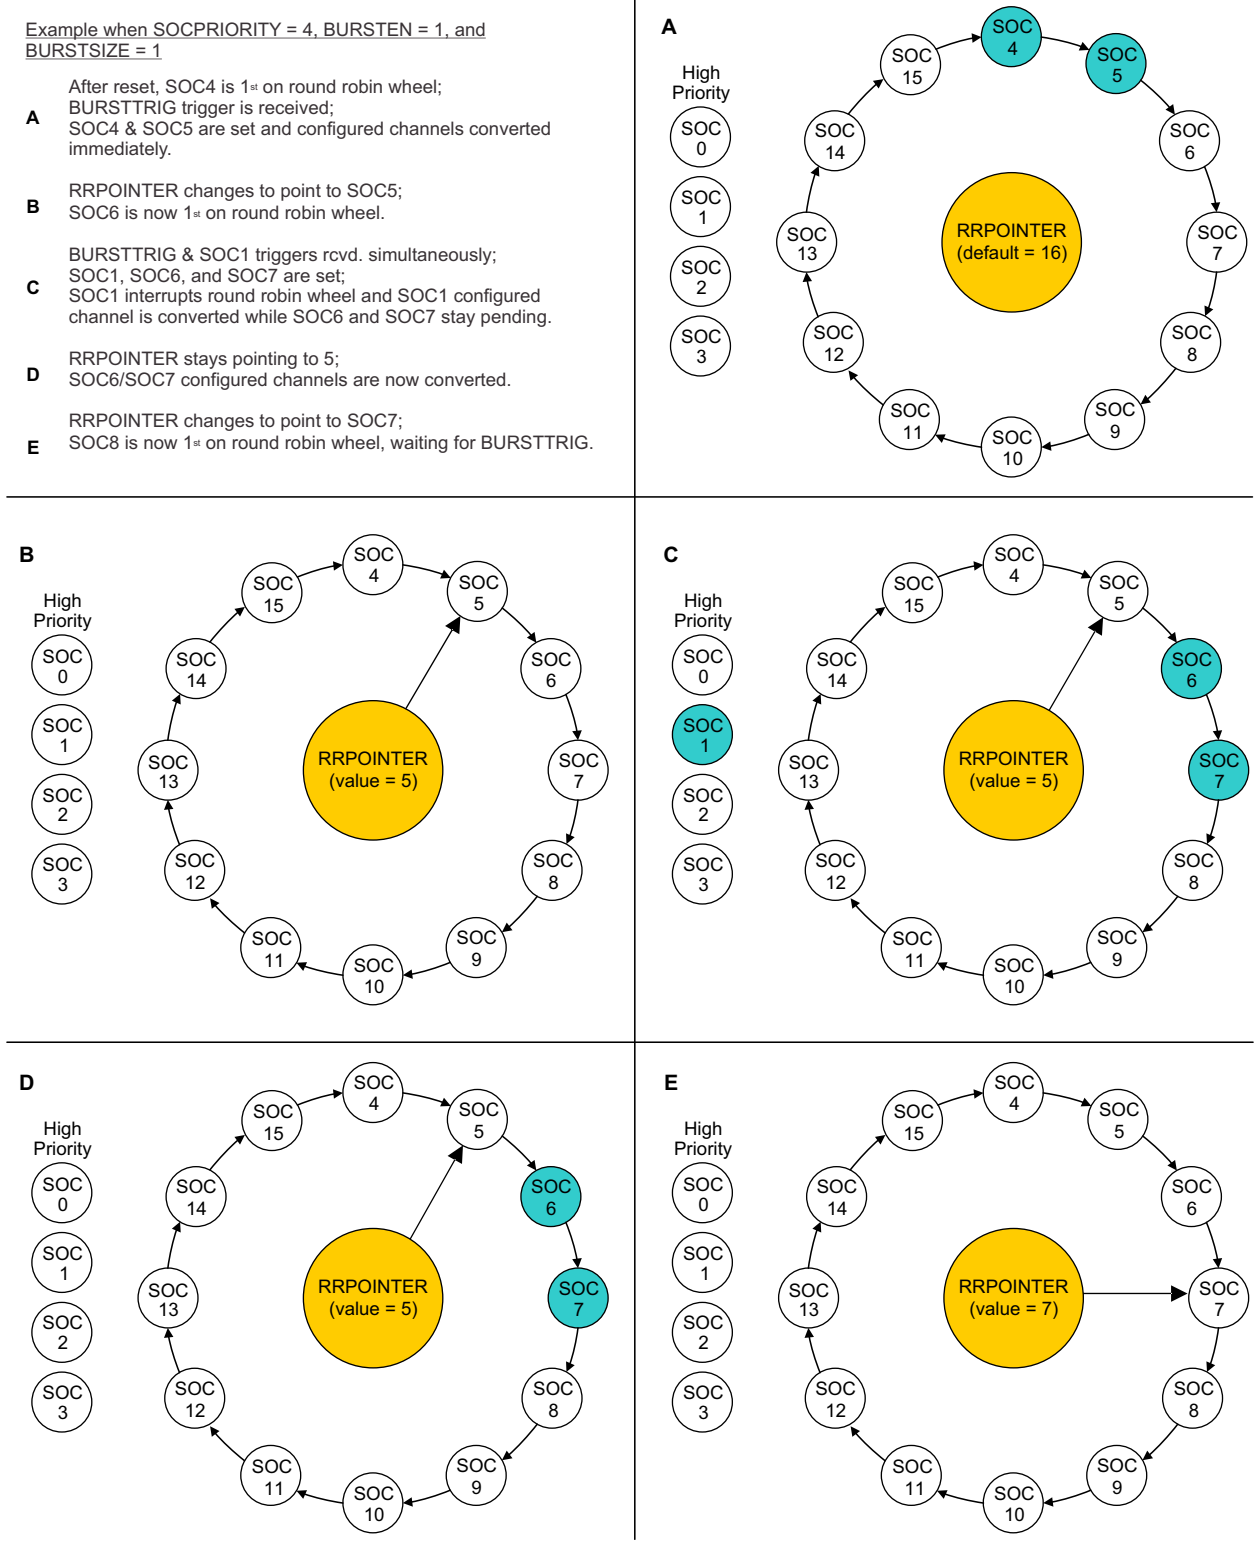 Example when SOCPRIORITY = 4, BURSTEN = 1, and
BURSTSIZE = 1
A
After reset, SOC4 is 1st on round robin wheel;
BURSTTRIG trigger is received;
SOC4 & SOC5 are set and configured channels converted
immediately.
B
RRPOINTER changes to point to SOC5;
SOC6 is now 1st on round robin wheel.
C
BURSTTRIG & SOC1 triggers rcvd. simultaneously;
SOC1, SOC6, and SOC7 are set;
SOC1 interrupts round robin wheel and SOC1 configured
channel is converted while SOC6 and SOC7 stay pending.
D
RRPOINTER stays pointing to 5;
SOC6/SOC7 configured channels are now converted.
E
RRPOINTER changes to point to SOC7;
SOC8 is now 1st on round robin wheel, waiting for BURSTTRIG.
A
High
Priority
SOC
0
SOC
1
SOC
2
SOC
3
SOC
4
SOC
5
SOC
6
SOC
7
SOC
8
SOC
9
SOC
10
SOC
11
SOC
12
SOC
13
SOC
14
SOC
15
RRPOINTER
(default = 16)
B
High
Priority
SOC
0
SOC
1
SOC
2
SOC
3
SOC
4
SOC
5
SOC
6
SOC
7
SOC
8
SOC
9
SOC
10
SOC
11
SOC
12
SOC
13
SOC
14
SOC
15
RRPOINTER
(value = 5)
C
High
Priority
SOC
0
SOC
1
SOC
2
SOC
3
SOC
4
SOC
5
SOC
6
SOC
7
SOC
8
SOC
9
SOC
10
SOC
11
SOC
12
SOC
13
SOC
14
SOC
15
RRPOINTER
(value = 5)
D
High
Priority
SOC
0
SOC
1
SOC
2
SOC
3
SOC
4
SOC
5
SOC
6
SOC
7
SOC
8
SOC
9
SOC
10
SOC
11
SOC
12
SOC
13
SOC
14
SOC
15
RRPOINTER
(value = 5)
E
High
Priority
SOC
0
SOC
1
SOC
2
SOC
3
SOC
4
SOC
5
SOC
6
SOC
7
SOC
8
SOC
9
SOC
10
SOC
11
SOC
12
SOC
13
SOC
14
SOC
15
RRPOINTER
(value = 7)